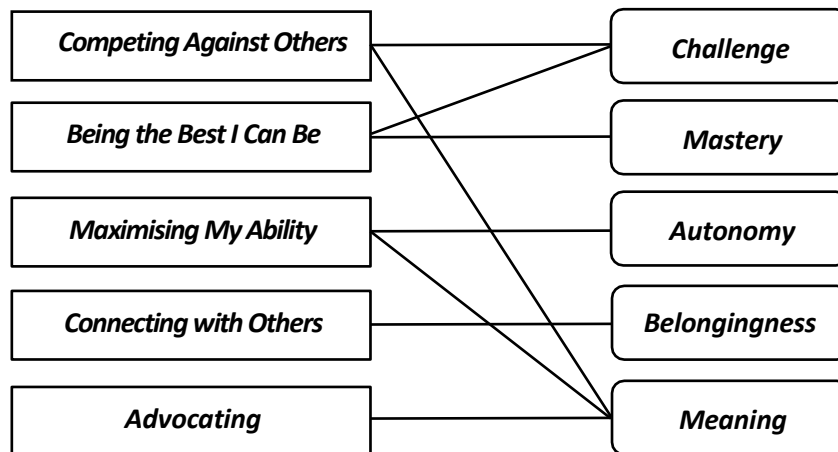 Competing Against Others
Challenge
Being the Best I Can Be
Mastery
Maximising My Ability
Autonomy
Connecting with Others
Belongingness
Advocating
Meaning